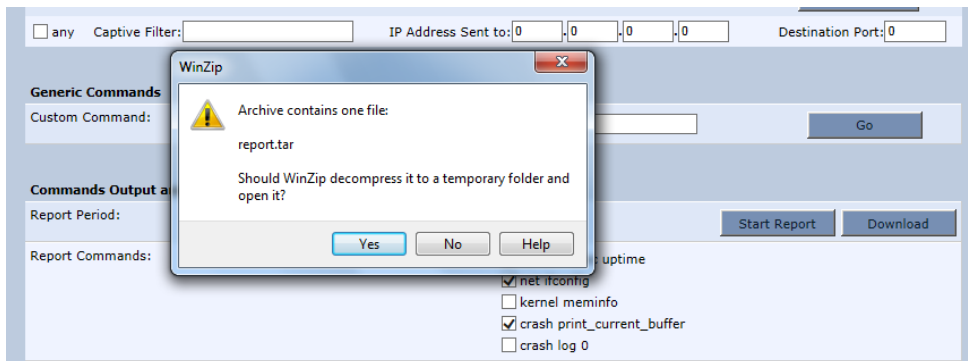 any Captive Filter: IP Address Sent to: 0 .0 .0 .0 Destination Port: 0
WinZip
Generic Commands
Archive contains one file:
Custom Command:
Go
report.tar
Should WinZip decompress it to a temporary folder and
open it?
Commands Output a
Report Period:
Start Report Download
Yes No Help
Report Commands:
uptime
net ifconfig
kernel meminfo
crash print_current_buffer
crash log 0